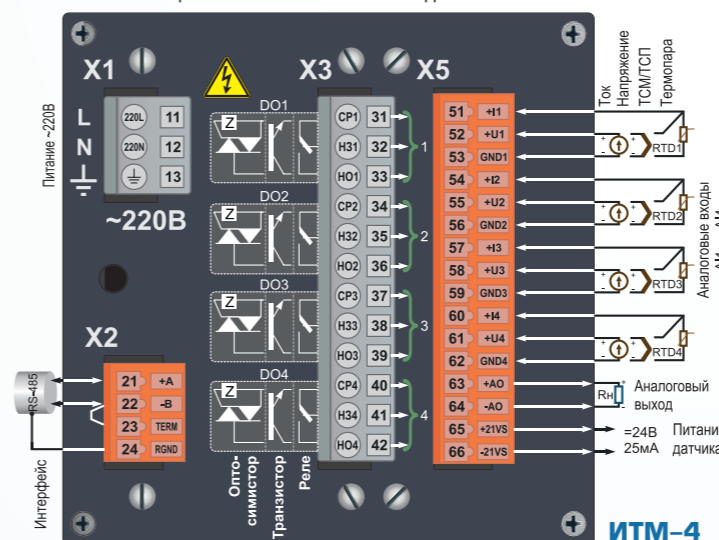 X1
X3
X5
Питание ~220В
L
N
220L 11
220N 12
13
~220В
X2
RS-485
Интерфейс
21 +A
22 -B
23 TERM
24 RGND
DO1
Z
DO2
Z
DO3
Z
DO4
Z
Опто-
симистор
Транзистор
Реле
CP1 31
H31 32
HO1 33
CP2 34
H32 35
HO2 36
CP3 37
H33 38
HO3 39
CP4 40
H34 41
HO4 42
1
2
3
4
51 +I1
52 +U1
53 GND1
54 +I2
55 +U2
56 GND2
57 +I3
58 +U3
59 GND3
60 +I4
61 +U4
62 GND4
63 +AO
64 -AO
65 +21VS
66 -21VS
Ток
Напряжение
ТСМ/ТСП
Термопара
RTD1
RTD2
RTD3
RTD4
Аналоговые входы
Rн
Аналоговый
выход
=24В Питани
25мА датчика
ИТМ-4